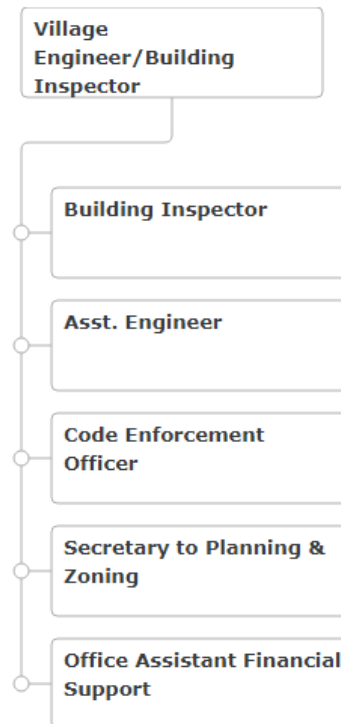 Village
Engineer/Building
Inspector
Building Inspector
Asst. Engineer
Code Enforcement
Officer
Secretary to Planning &
Zoning
Office Assistant Financial
Support